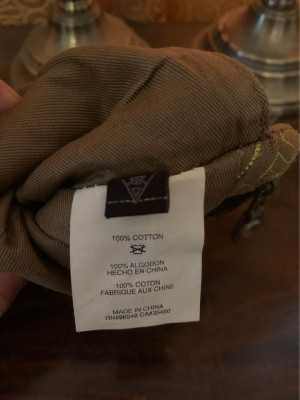 100% COTTON
100% ALGODON
HECHO EN CHINA
100% COTON
FABRIQUE AUX CHINE
MADE IN CHINA